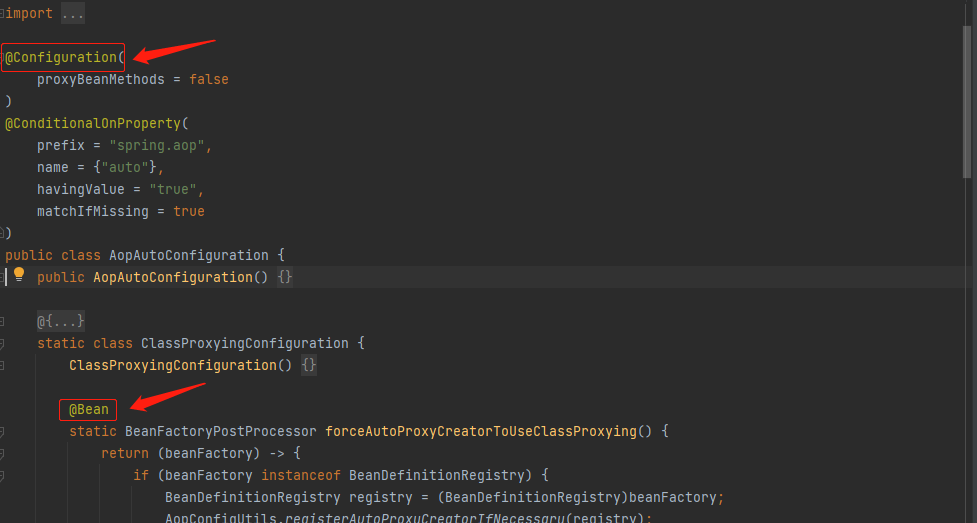 import ...
@Configuration(
proxyBeanMethods = false
)
@ConditionalOnProperty(
prefix = "spring.aop",
name = {"auto"},
havingValue = "true",
matchIfMissing = true
)
public class AopAutoConfiguration {
public AopAutoConfiguration() {}
@{...}
static class ClassProxyingConfiguration {
ClassProxyingConfiguration() {}
@Bean
static BeanFactoryPostProcessor forceAutoProxyCreatorToUseClassProxying() {
return (beanFactory) -> {
if (beanFactory instanceof BeanDefinitionRegistry) {
BeanDefinitionRegistry registry = (BeanDefinitionRegistry)beanFactory;
AopConfigUtils.registerAutoProxyCreatorIfNecessary(registry);